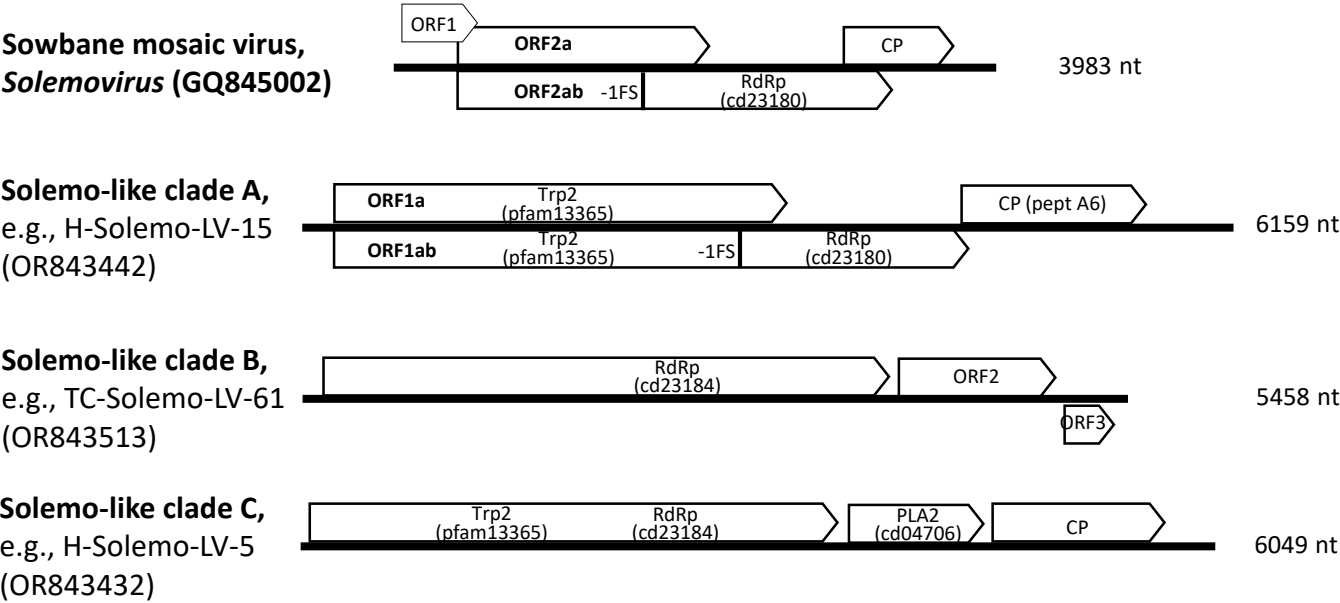 ORF1
Sowbane mosaic virus,
Solemovirus (GQ845002)
ORF2a
CP
ORF2ab -1FS
RdRp
(cd23180)
3983 nt
Solemo-like clade A,
e.g., H-Solemo-LV-15
(OR843442)
ORF1a
Trp2
(pfam13365)
CP (pept A6)
ORF1ab
Trp2
(pfam13365)
-1FS
RdRp
(cd23180)
6159 nt
Solemo-like clade B,
e.g., TC-Solemo-LV-61
(OR843513)
RdRp
(cd23184)
ORF2
ORF3
5458 nt
Solemo-like clade C,
e.g., H-Solemo-LV-5
(OR843432)
Trp2
(pfam13365)
RdRp
(cd23184)
PLA2
(cd04706)
CP
6049 nt